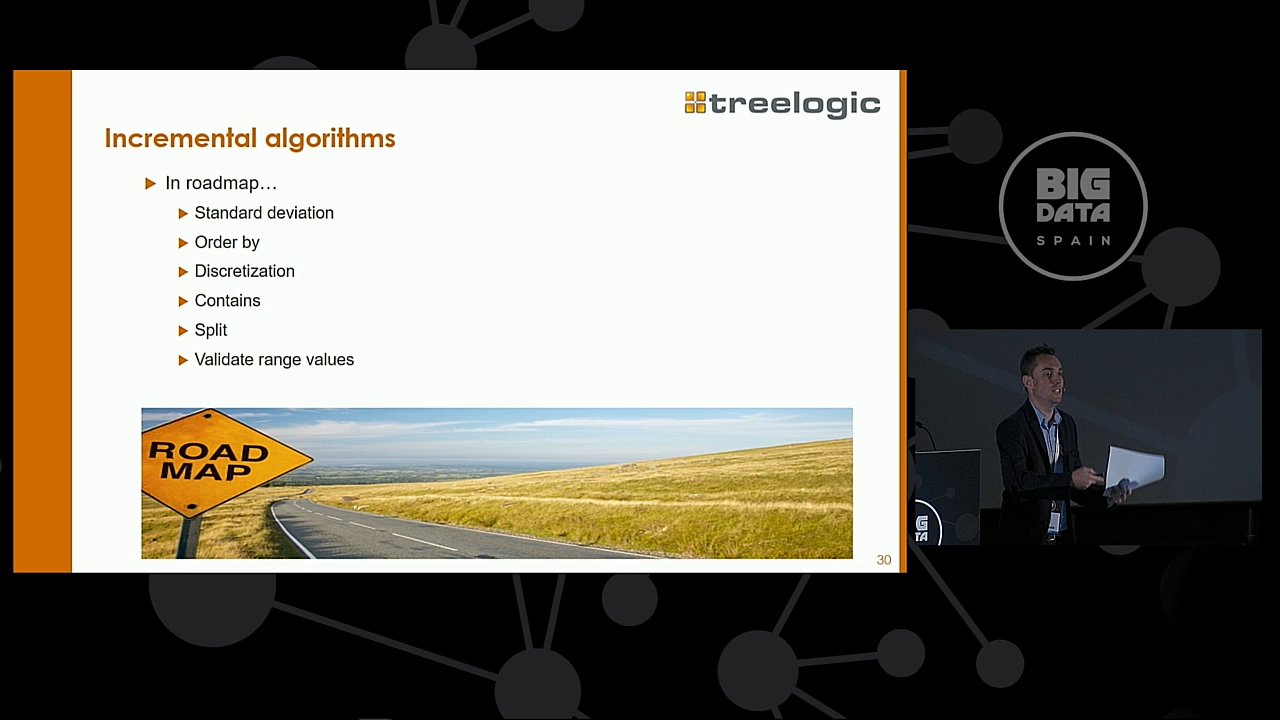 treelogic
Incremental algorithms
In roadmap…
Standard deviation
Order by
Discretization
Contains
Split
Validate range values
ROAD
MAP
30
BIG
DATA
SPAIN